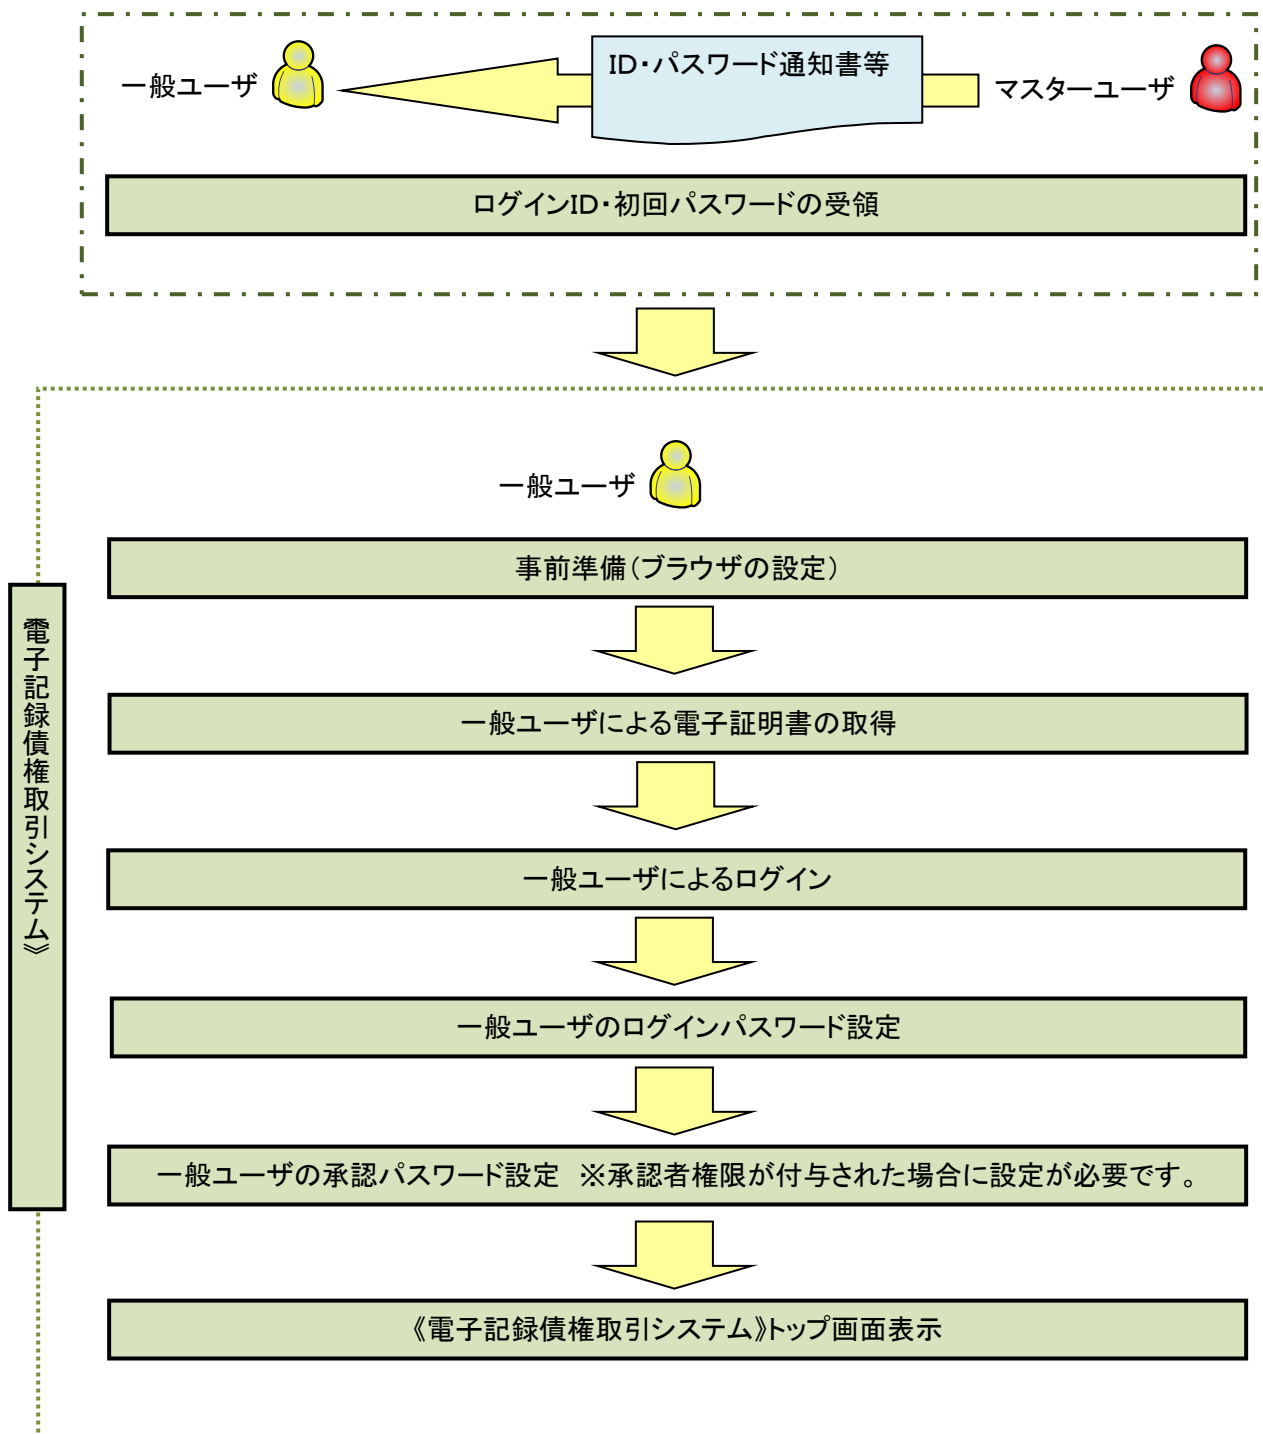 一般ユーザ
ID・パスワード通知書等
マスターユーザ
ログインID・初回パスワードの受領
一般ユーザ
事前準備（ブラウザの設定）
《電子記録債権取引システム》
一般ユーザによる電子証明書の取得
一般ユーザによるログイン
一般ユーザのログインパスワード設定
一般ユーザの承認パスワード設定　※承認者権限が付与された場合に設定が必要です。
《電子記録債権取引システム》トップ画面表示